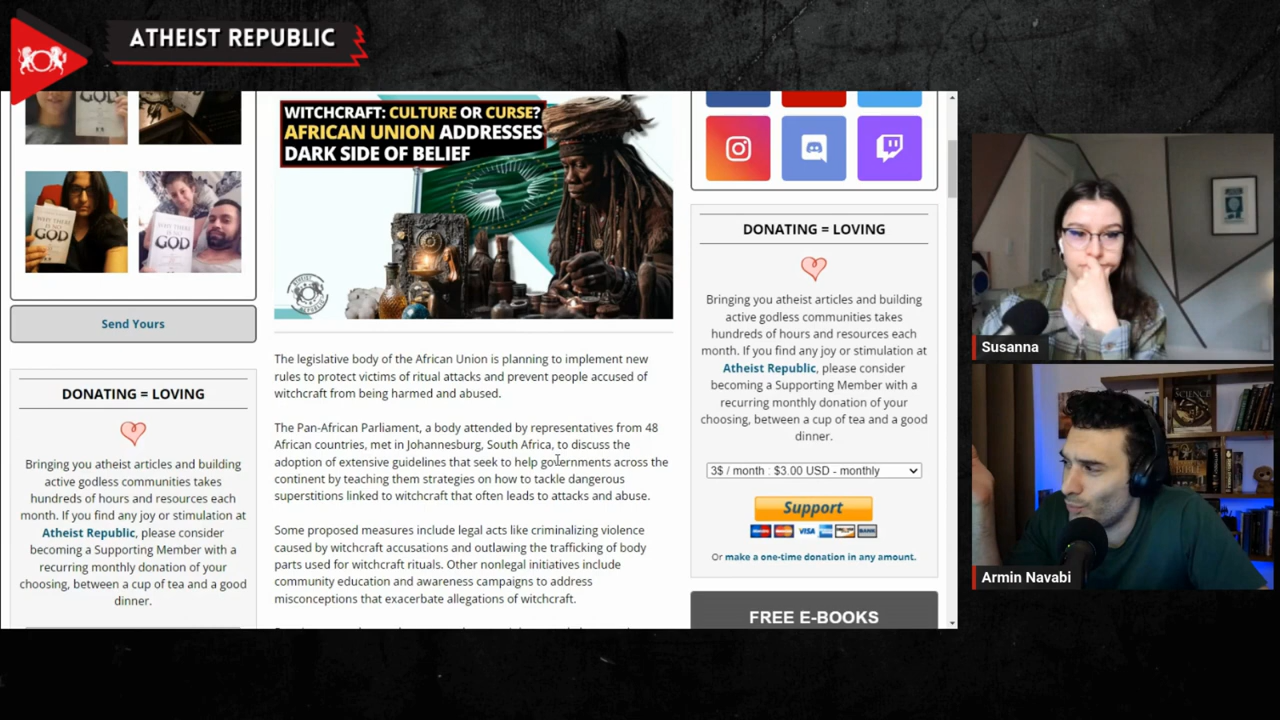 ATHEIST REPUBLIC
WITCHCRAFT: CULTURE OR CURSE?
AFRICAN UNION ADDRESSES
DARK SIDE OF BELIEF
GOD
GOD
Send Yours
DONATING = LOVING
Bringing you atheist articles and building
active godless communities takes
hundreds of hours and resources each
month. If you find any joy or stimulation at
Atheist Republic, please consider
becoming a Supporting Member with a
recurring monthly donation of your
choosing, between a cup of tea and a good
dinner.
The legislative body of the African Union is planning to implement new
rules to protect victims of ritual attacks and prevent people accused of
witchcraft from being harmed and abused.
The Pan-African Parliament, a body attended by representatives from 48
African countries, met in Johannesburg, South Africa, to discuss the
adoption of extensive guidelines that seek to help governments across the
continent by teaching them strategies on how to tackle dangerous
superstitions linked to witchcraft that often leads to attacks and abuse.
Some proposed measures include legal acts like criminalizing violence
caused by witchcraft accusations and outlawing the trafficking of body
parts used for witchcraft rituals. Other nonlegal initiatives include
community education and awareness campaigns to address
misconceptions that exacerbate allegations of witchcraft.
DONATING = LOVING
Bringing you atheist articles and building
active godless communities takes
hundreds of hours and resources each
month. If you find any joy or stimulation at
Atheist Republic, please consider
becoming a Supporting Member with a
recurring monthly donation of your
choosing, between a cup of tea and a good
dinner.
3$ / month : $3.00 USD - monthly
Support
VISA
Or make a one-time donation in any amount.
FREE E-BOOKS
Susanna
SCIENCE
Armin Navabi